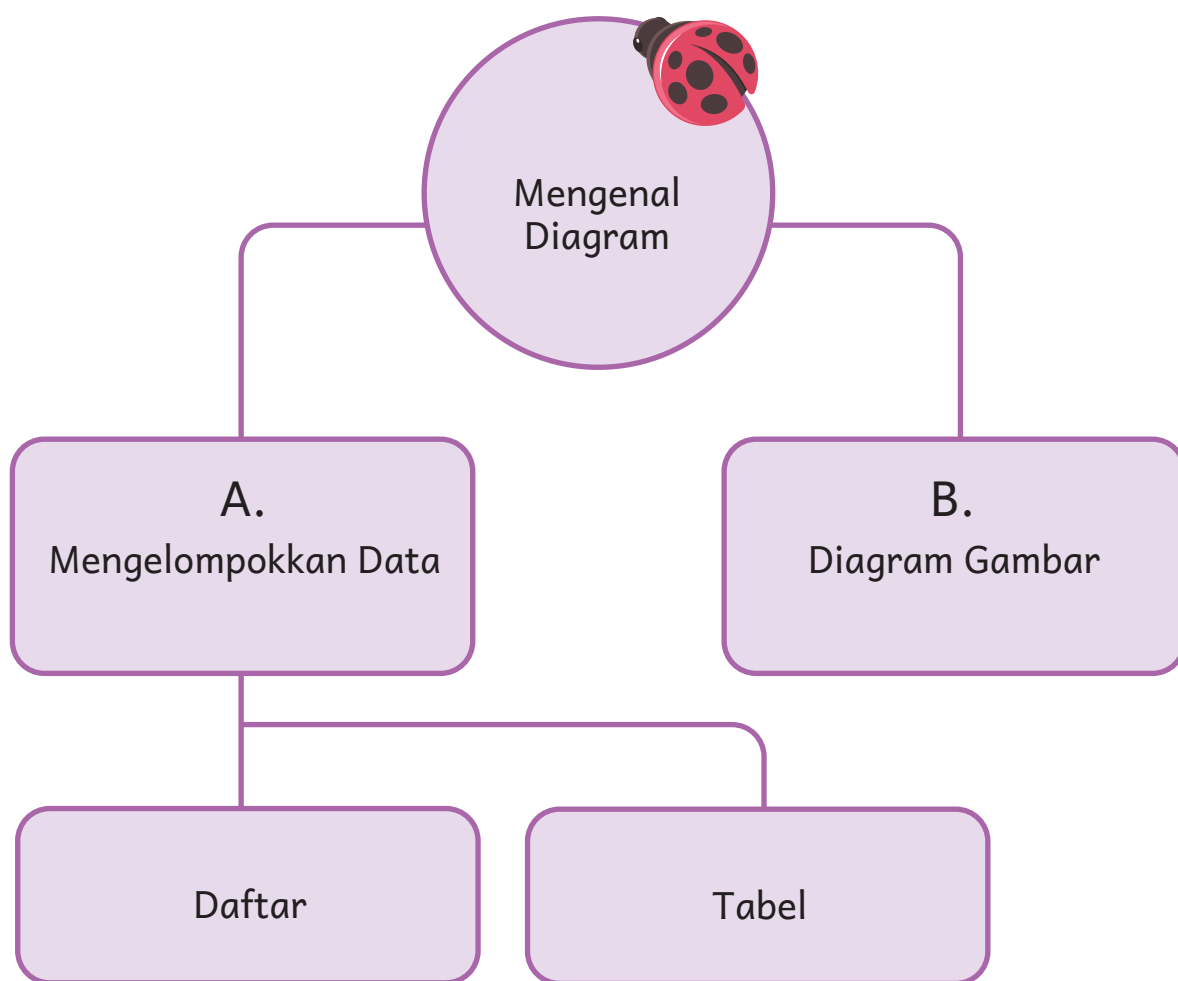 Mengenal
Diagram
A.
Mengelompokkan Data
B.
Diagram Gambar
Daftar
Tabel